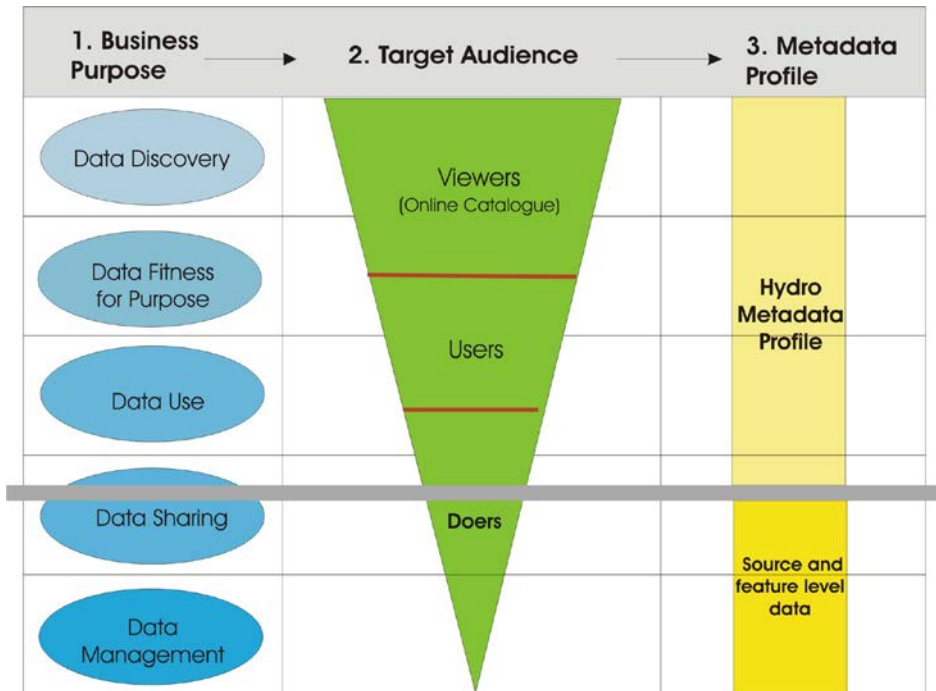 1. Business
Purpose
2. Target Audience
3. Metadata
Profile
Data Discovery
Viewers
(Online Catalogue)
Data Fitness
for Purpose
Hydro
Metadata
Profile
Users
Data Use
Data Sharing
Doers
Source and
feature level
data
Data
Management